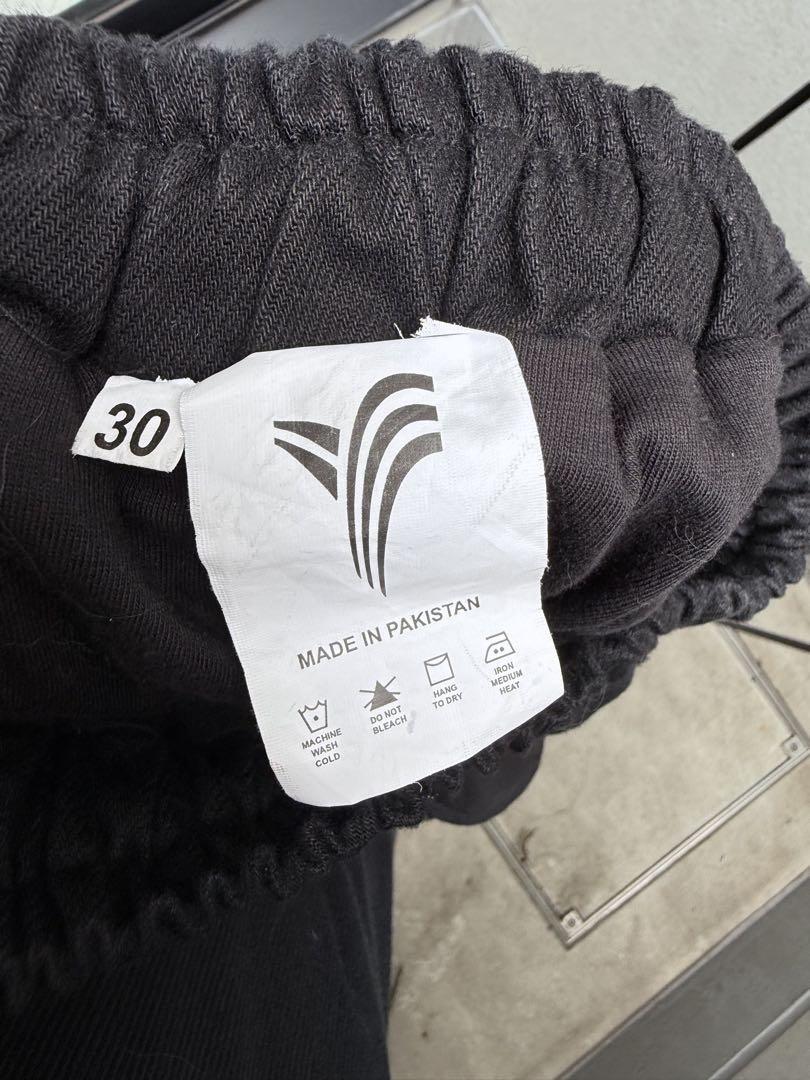 30
MADE IN PAKISTAN
MACHINE
WASH
COLD
DO NOT
BLEACH
HANG
TO DRY
IRON
MEDIUM
HEAT